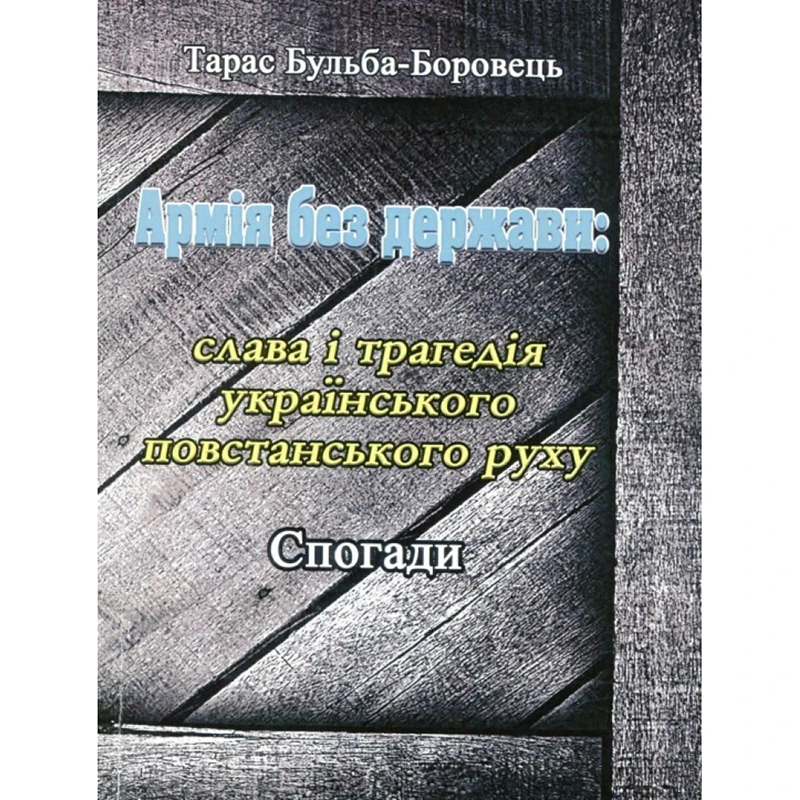 Тарас Бульба-Боровець
Армія без держави:
слава і трагедія
українського
повстанського руху
Спогади